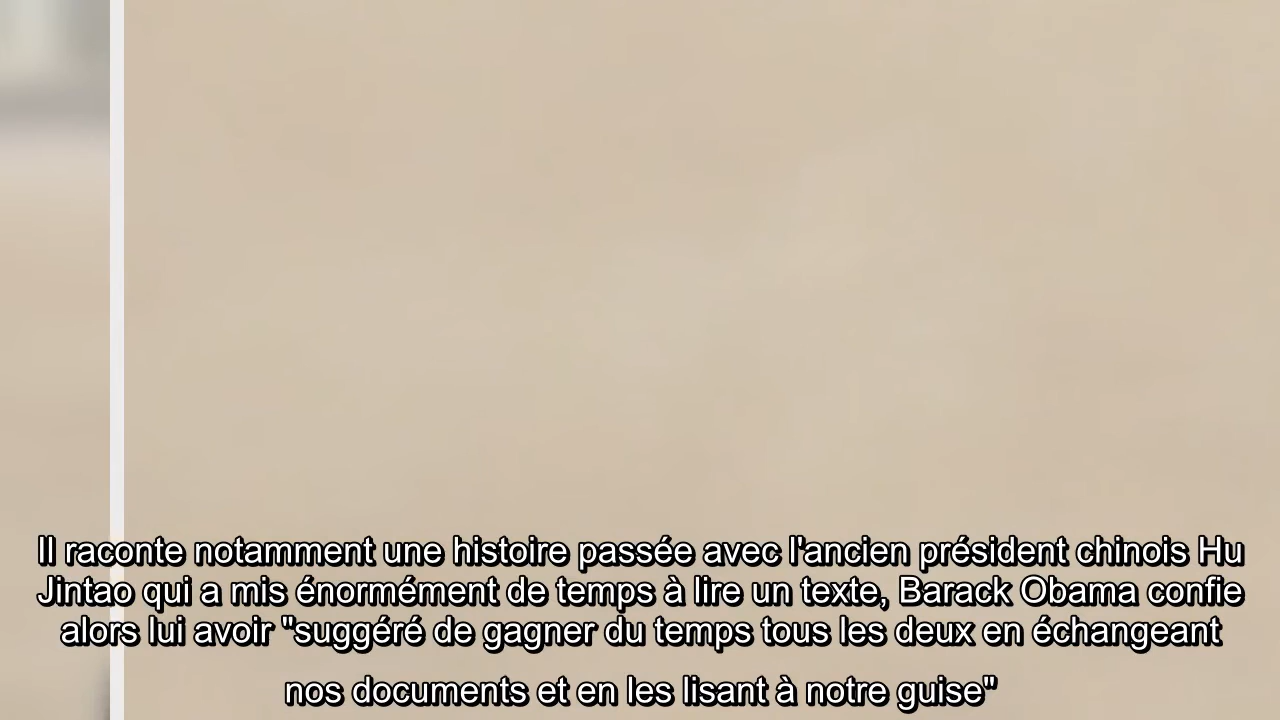 Il raconte notamment une histoire passée avec l'ancien président chinois Hu
Jintao qui a mis énormément de temps à lire un texte, Barack Obama confie
alors lui avoir "suggéré de gagner du temps tous les deux en échangeant
nos documents et en les lisant à notre guise"